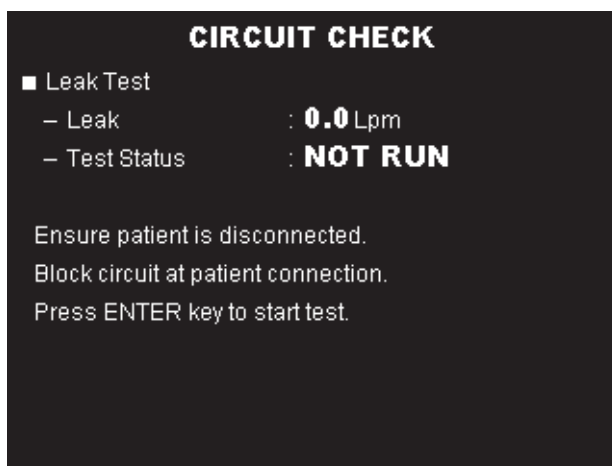 CIRCUIT CHECK
■ Leak Test
– Leak : 0.0 Lpm
– Test Status : NOT RUN
Ensure patient is disconnected.
Block circuit at patient connection.
Press ENTER key to start test.